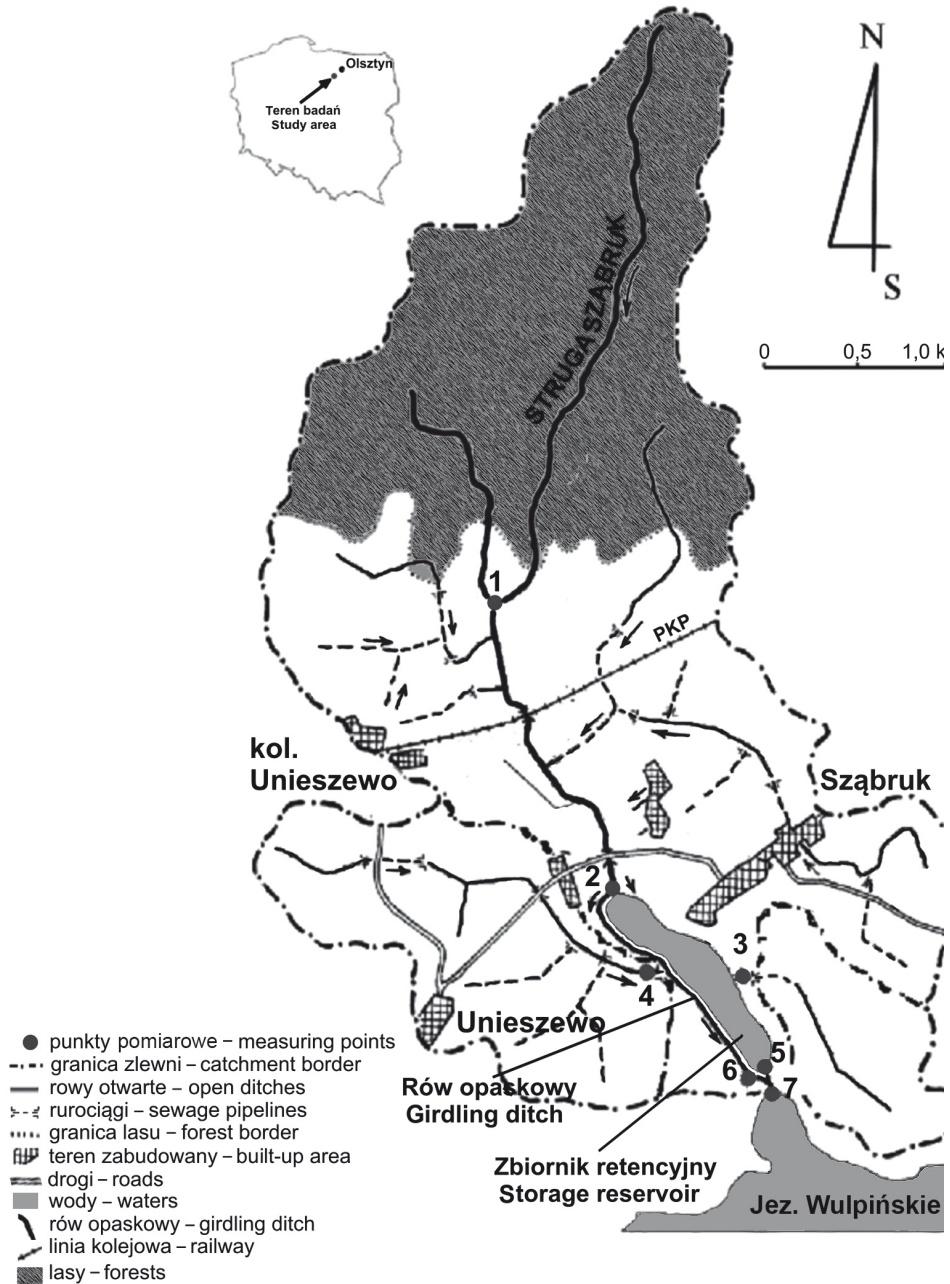 Olsztyn
Teren badań
Study area
N
S
0 0,5 1,0 k
STRUGA SZĄBRUK
1
PKP
kol.
Unieszewo
Sząbruk
2
3
4
Unieszewo
5
6
7
Rów opaskowy
Girdling ditch
Zbiornik retencyjny
Storage reservoir
Jez. Wulpińskie
punkty pomiarowe – measuring points
granica zlewni – catchment border
rowy otwarte – open ditches
rurociągi – sewage pipelines
granica lasu – forest border
teren zabudowany – built-up area
drogi – roads
wody – waters
rów opaskowy – girdling ditch
linia kolejowa – railway
lasy – forests